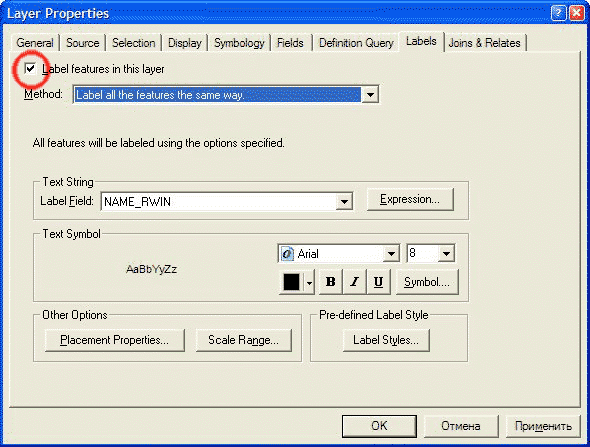 Layer Properties
General Source Selection Display Symbology Fields Definition Query Labels Joins & Relates
Label features in this layer
Method: Label all the features the same way.
All features will be labeled using the options specified.
Text String
Label Field: NAME_RWIN Expression...
Text Symbol
AaBbYyZz
Arial 8
B I U Symbol...
Other Options Pre-defined Label Style
Placement Properties... Scale Range... Label Styles...
OK Отмена Применить